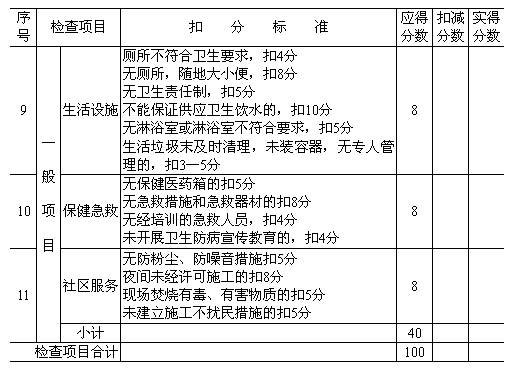 序号 检查项目 扣 分 标 准 应得分数 扣减分数 实得分数
一般项目
9 生活设施 8
厕所不符合卫生要求，扣4分
无厕所，随地大小便，扣8分
无卫生责任制，扣5分
不能保证供应卫生饮水的，扣10分
无淋浴室或淋浴室不符合要求，扣5分
生活垃圾末及时清理，未装容器，无专人管
理的，扣3—5分
10 保健急救 8
无保健医药箱的扣5分
无急救措施和急救器材的扣8分
无经培训的急救人员，扣4分
未开展卫生防病宣传教育的，扣4分
11 社区服务 8
无防粉尘、防噪音措施扣5分
夜间未经许可施工的扣8分
现场焚烧有毒、有害物质的扣5分
未建立施工不扰民措施的扣5分
小计 40
检查项目合计 100